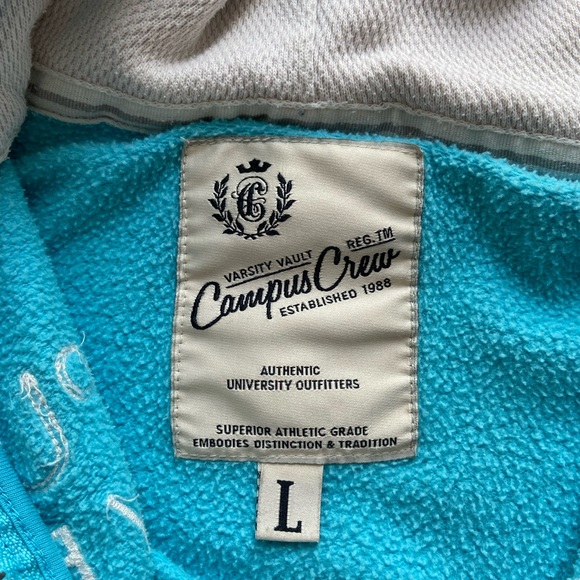 VARSITY VAULT REG.TM
Campus Crew
ESTABLISHED 1988
AUTHENTIC
UNIVERSITY OUTFITTERS
SUPERIOR ATHLETIC GRADE
EMBODIES DISTINCTION & TRADITION
L